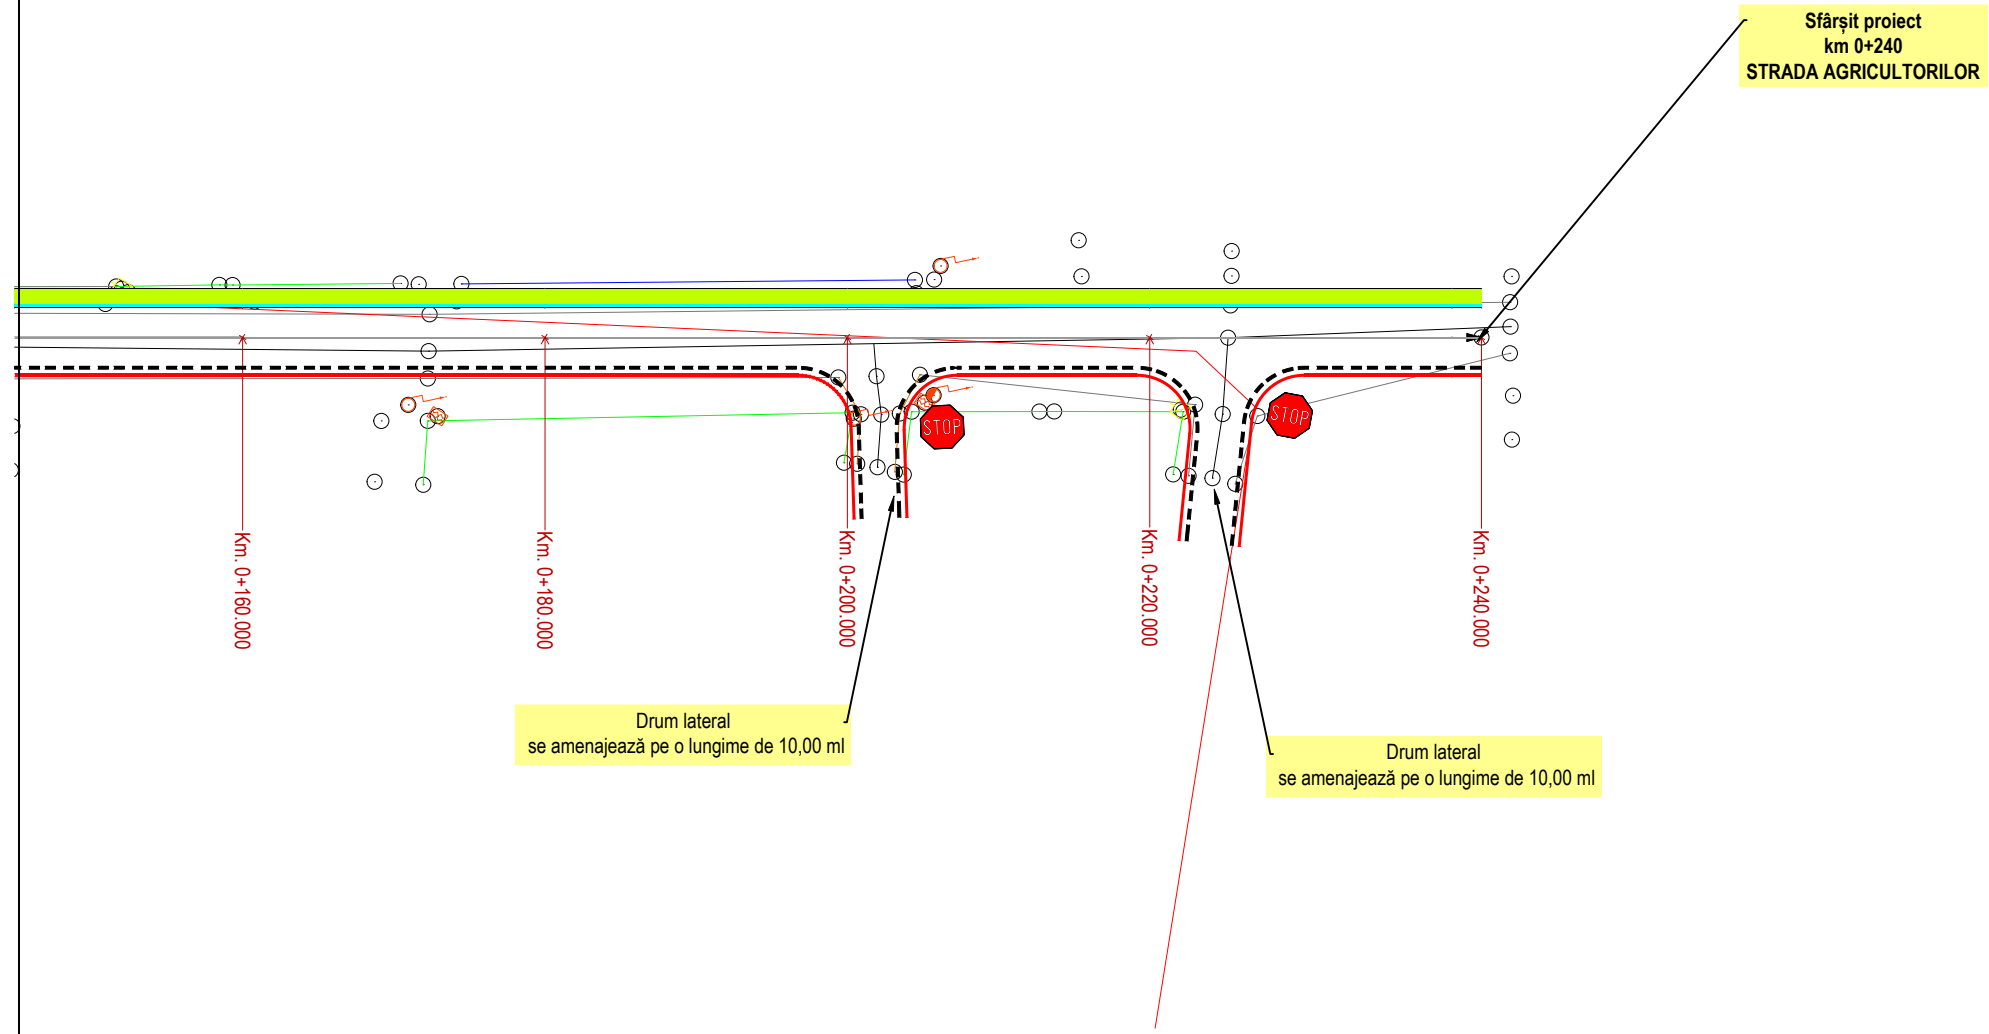 Sfârșit proiect
km 0+240
STRADA AGRICULTORILOR
STOP
STOP
Km. 0+160.000
Km. 0+180.000
Km. 0+200.000
Km. 0+220.000
Km. 0+240.000
Drum lateral
se amenajează pe o lungime de 10,00 ml
Drum lateral
se amenajează pe o lungime de 10,00 ml